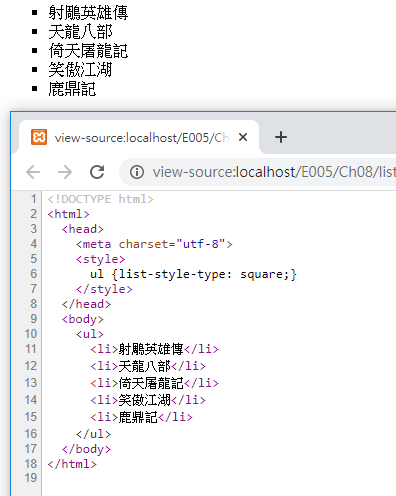 射鵰英雄傳
天龍八部
倚天屠龍記
笑傲江湖
鹿鼎記
view-source:localhost/E005/Ch
view-source:localhost/E005/Ch08/list
1 <!DOCTYPE html>
2 <html>
3 <head>
4 <meta charset="utf-8">
5 <style>
6 ul {list-style-type: square;}
7 </style>
8 </head>
9 <body>
10 <ul>
11 <li>射鵰英雄傳</li>
12 <li>天龍八部</li>
13 <li>倚天屠龍記</li>
14 <li>笑傲江湖</li>
15 <li>鹿鼎記</li>
16 </ul>
17 </body>
18 </html>
19